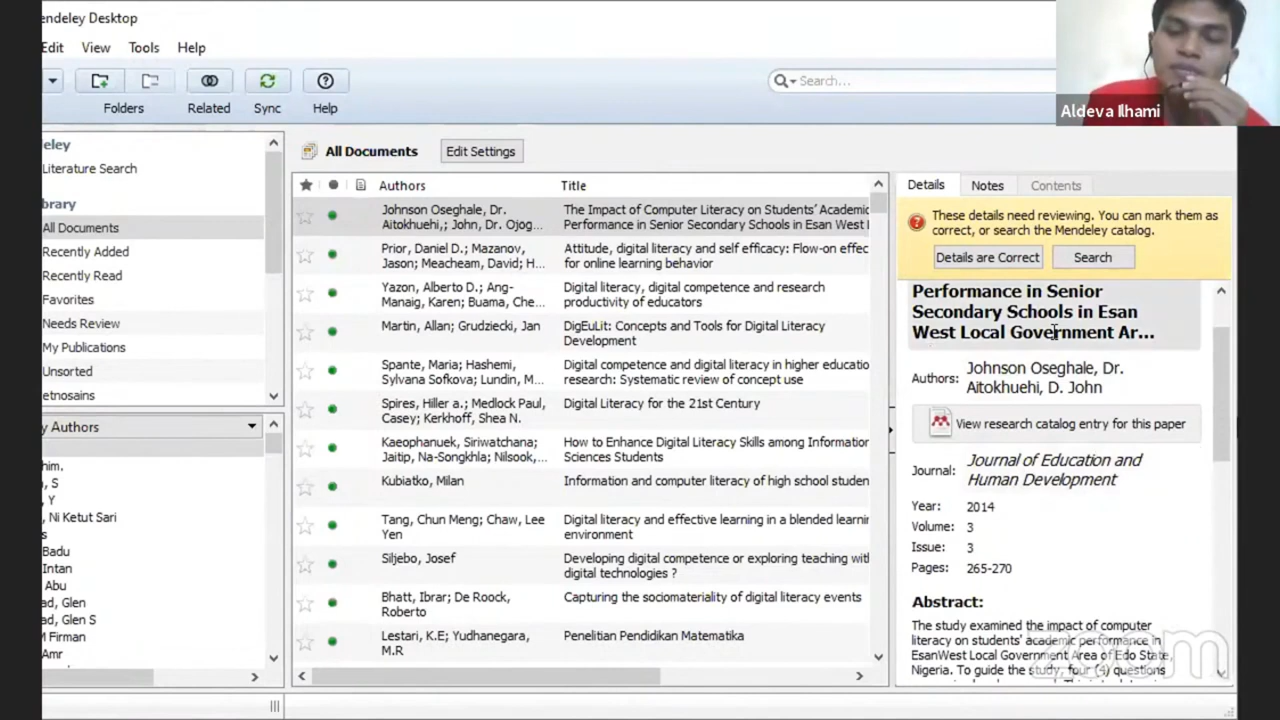 endeley Desktop
Edit View Tools Help
Folders Related Sync Help
Search...
Aldeva Ilhami
eley
Literature Search
brary
All Documents
Recently Added
Recently Read
Favorites
Needs Review
My Publications
Unsorted
etnosains
y Authors
him.
, S
, Y
, Ni Ketut Sari
s
Badu
Intan
Abu
ad, Glen
ad, Glen S
M Firman
Amr
All Documents Edit Settings
Authors Title
Johnson Oseghale, Dr. The Impact of Computer Literacy on Students' Academic
Aitokhuehi,; John, Dr. Ojog... Performance in Senior Secondary Schools in Esan West l
Prior, Daniel D.; Mazanov, Attitude, digital literacy and self efficacy: Flow-on effec
Jason; Meacheam, David; H... for online learning behavior
Yazon, Alberto D.; Ang- Digital literacy, digital competence and research
Manaig, Karen; Buama, Che... productivity of educators
Martin, Allan; Grudziecki, Jan DigEuLit: Concepts and Tools for Digital Literacy
Development
Spante, Maria; Hashemi, Digital competence and digital literacy in higher educatio
Sylvana Sofkova; Lundin, M... research: Systematic review of concept use
Spires, Hiller a.; Medlock Paul, Digital Literacy for the 21st Century
Casey; Kerkhoff, Shea N.
Kaeophanuek, Siriwatchana; How to Enhance Digital Literacy Skills among Information
Jaitip, Na-Songkhla; Nilsook,... Sciences Students
Kubiatko, Milan Information and computer literacy of high school studen
Tang, Chun Meng; Chaw, Lee Digital literacy and effective learning in a blended learnin
Yen environment
Siljebo, Josef Developing digital competence or exploring teaching wit
digital technologies ?
Bhatt, Ibrar; De Roock, Capturing the sociomateriality of digital literacy events
Roberto
Lestari, K.E; Yudhanegara, Penelitian Pendidikan Matematika
M.R
Details Notes Contents
These details need reviewing. You can mark them as
correct, or search the Mendeley catalog.
Details are Correct Search
Performance in Senior
Secondary Schools in Esan
West Local Government Ar...
Authors: Johnson Oseghale, Dr.
Aitokhuehi, D. John
View research catalog entry for this paper
Journal: Journal of Education and
Human Development
Year: 2014
Volume: 3
Issue: 3
Pages: 265-270
Abstract:
The study examined the impact of computer
literacy on students' academic performance in
EsanWest Local Government Area of Edo State,
Nigeria. To guide the study; four (4) questions
zoom